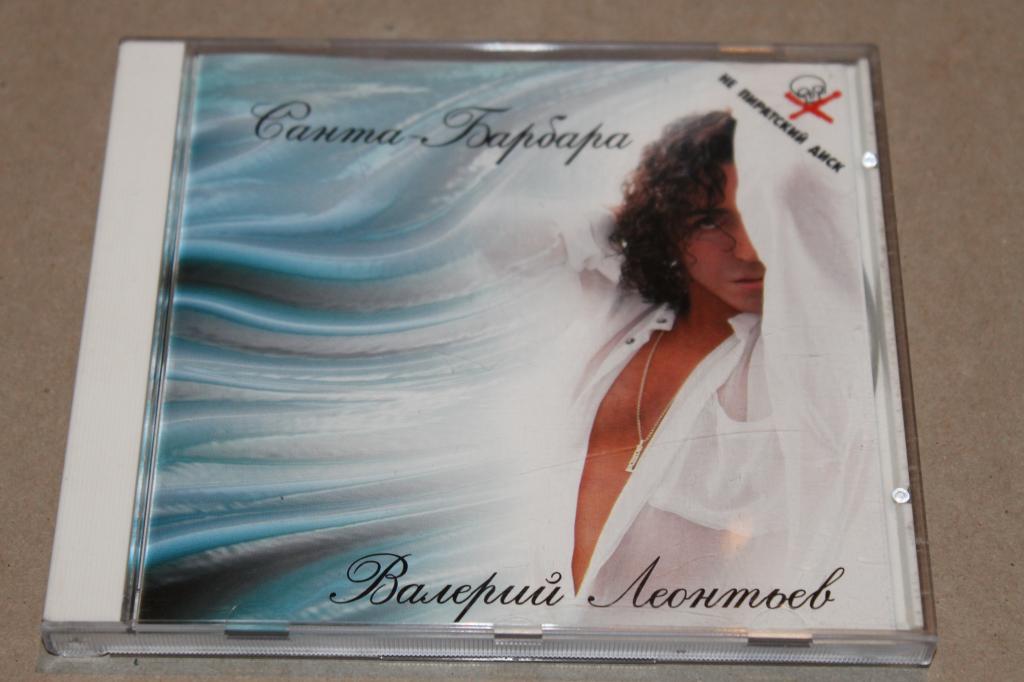 Санта-Барбара
НЕ ПИРАТСКИЙ ДИСК
Валерий Леонтьев